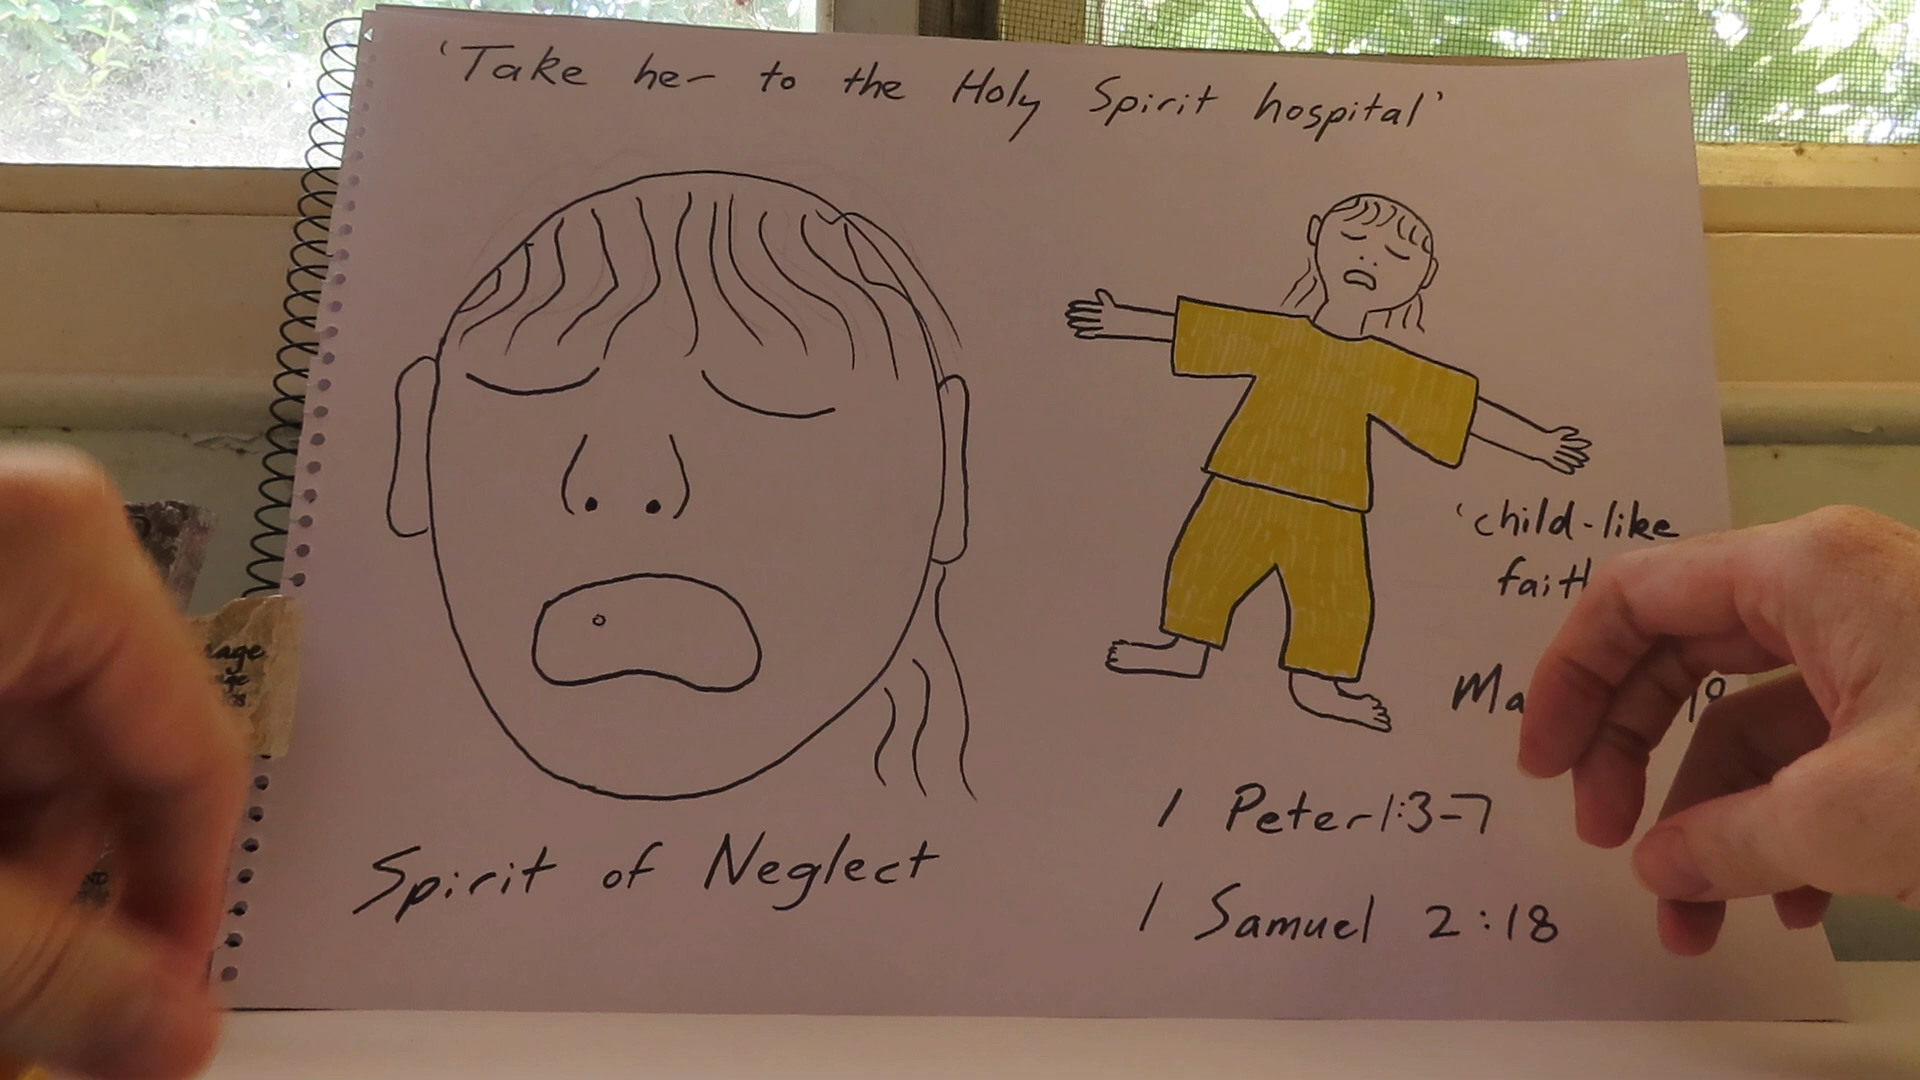 'Take her to the Holy Spirit hospital'
'child-like
Spirit of Neglect
1 Peter 1:3-7
1 Samuel 2:18